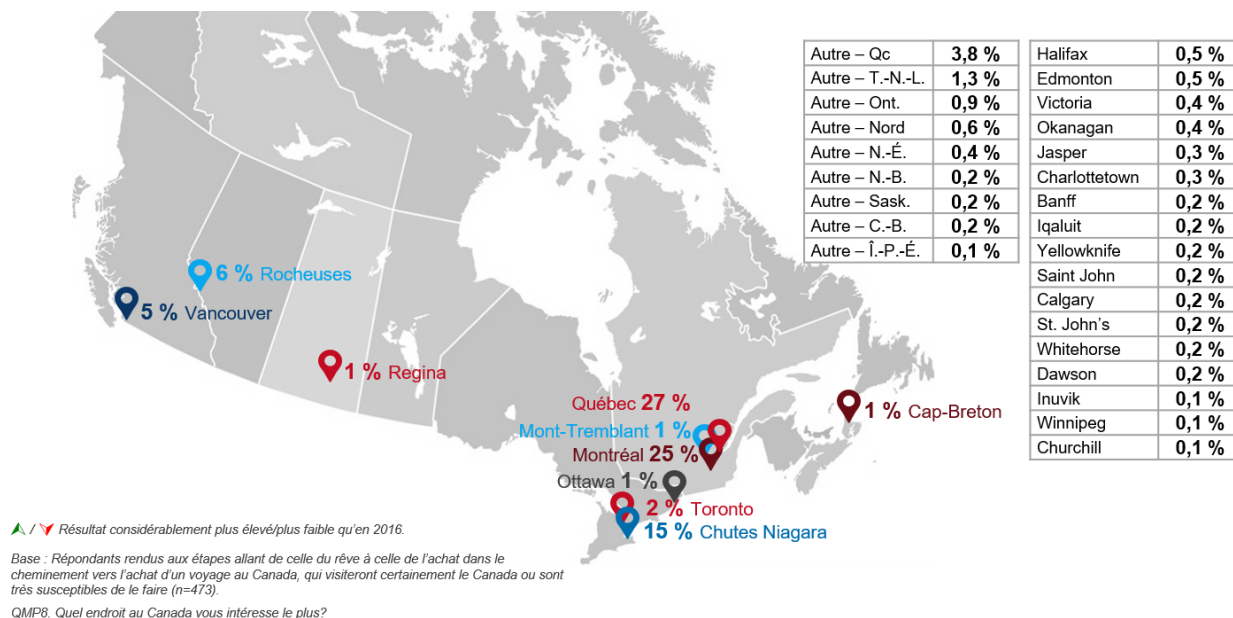 Autre – Qc 3,8 %
Autre – T.-N.-L. 1,3 %
Autre – Ont. 0,9 %
Autre – Nord 0,6 %
Autre – N.-É. 0,4 %
Autre – N.-B. 0,2 %
Autre – Sask. 0,2 %
Autre – C.-B. 0,2 %
Autre – Î.-P.-É. 0,1 %
Halifax 0,5 %
Edmonton 0,5 %
Victoria 0,4 %
Okanagan 0,4 %
Jasper 0,3 %
Charlottetown 0,3 %
Banff 0,2 %
Iqaluit 0,2 %
Yellowknife 0,2 %
Saint John 0,2 %
Calgary 0,2 %
St. John's 0,2 %
Whitehorse 0,2 %
Dawson 0,2 %
Inuvik 0,1 %
Winnipeg 0,1 %
Churchill 0,1 %
6 % Rocheuses
5 % Vancouver
1 % Regina
Québec 27 %
1 % Cap-Breton
Mont-Tremblant 1 %
Montréal 25 %
Ottawa 1 %
2 % Toronto
15 % Chutes Niagara
/ Résultat considérablement plus élevé/plus faible qu'en 2016.
Base : Répondants rendus aux étapes allant de celle du rêve à celle de l'achat dans le
cheminement vers l'achat d'un voyage au Canada, qui visiteront certainement le Canada ou sont
très susceptibles de le faire (n=473).
QMP8. Quel endroit au Canada vous intéresse le plus?